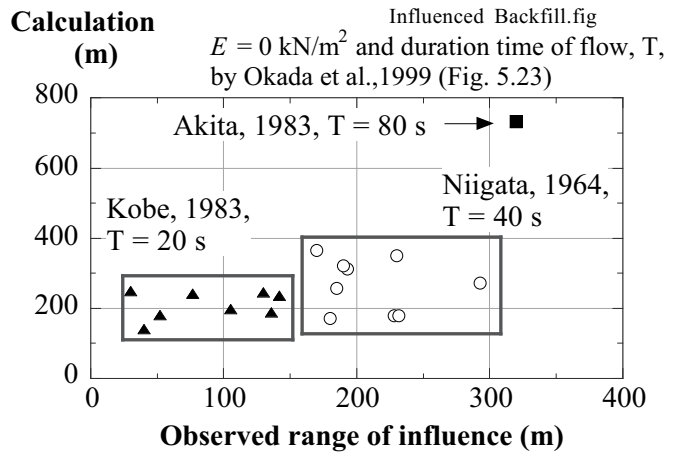 Calculation
(m)
Influenced Backfill.fig
E = 0 kN/m² and duration time of flow, T,
by Okada et al.,1999 (Fig. 5.23)
800
600
400
200
0
Akita, 1983, T = 80 s
Niigata, 1964,
T = 40 s
Kobe, 1983,
T = 20 s
0 100 200 300 400
Observed range of influence (m)